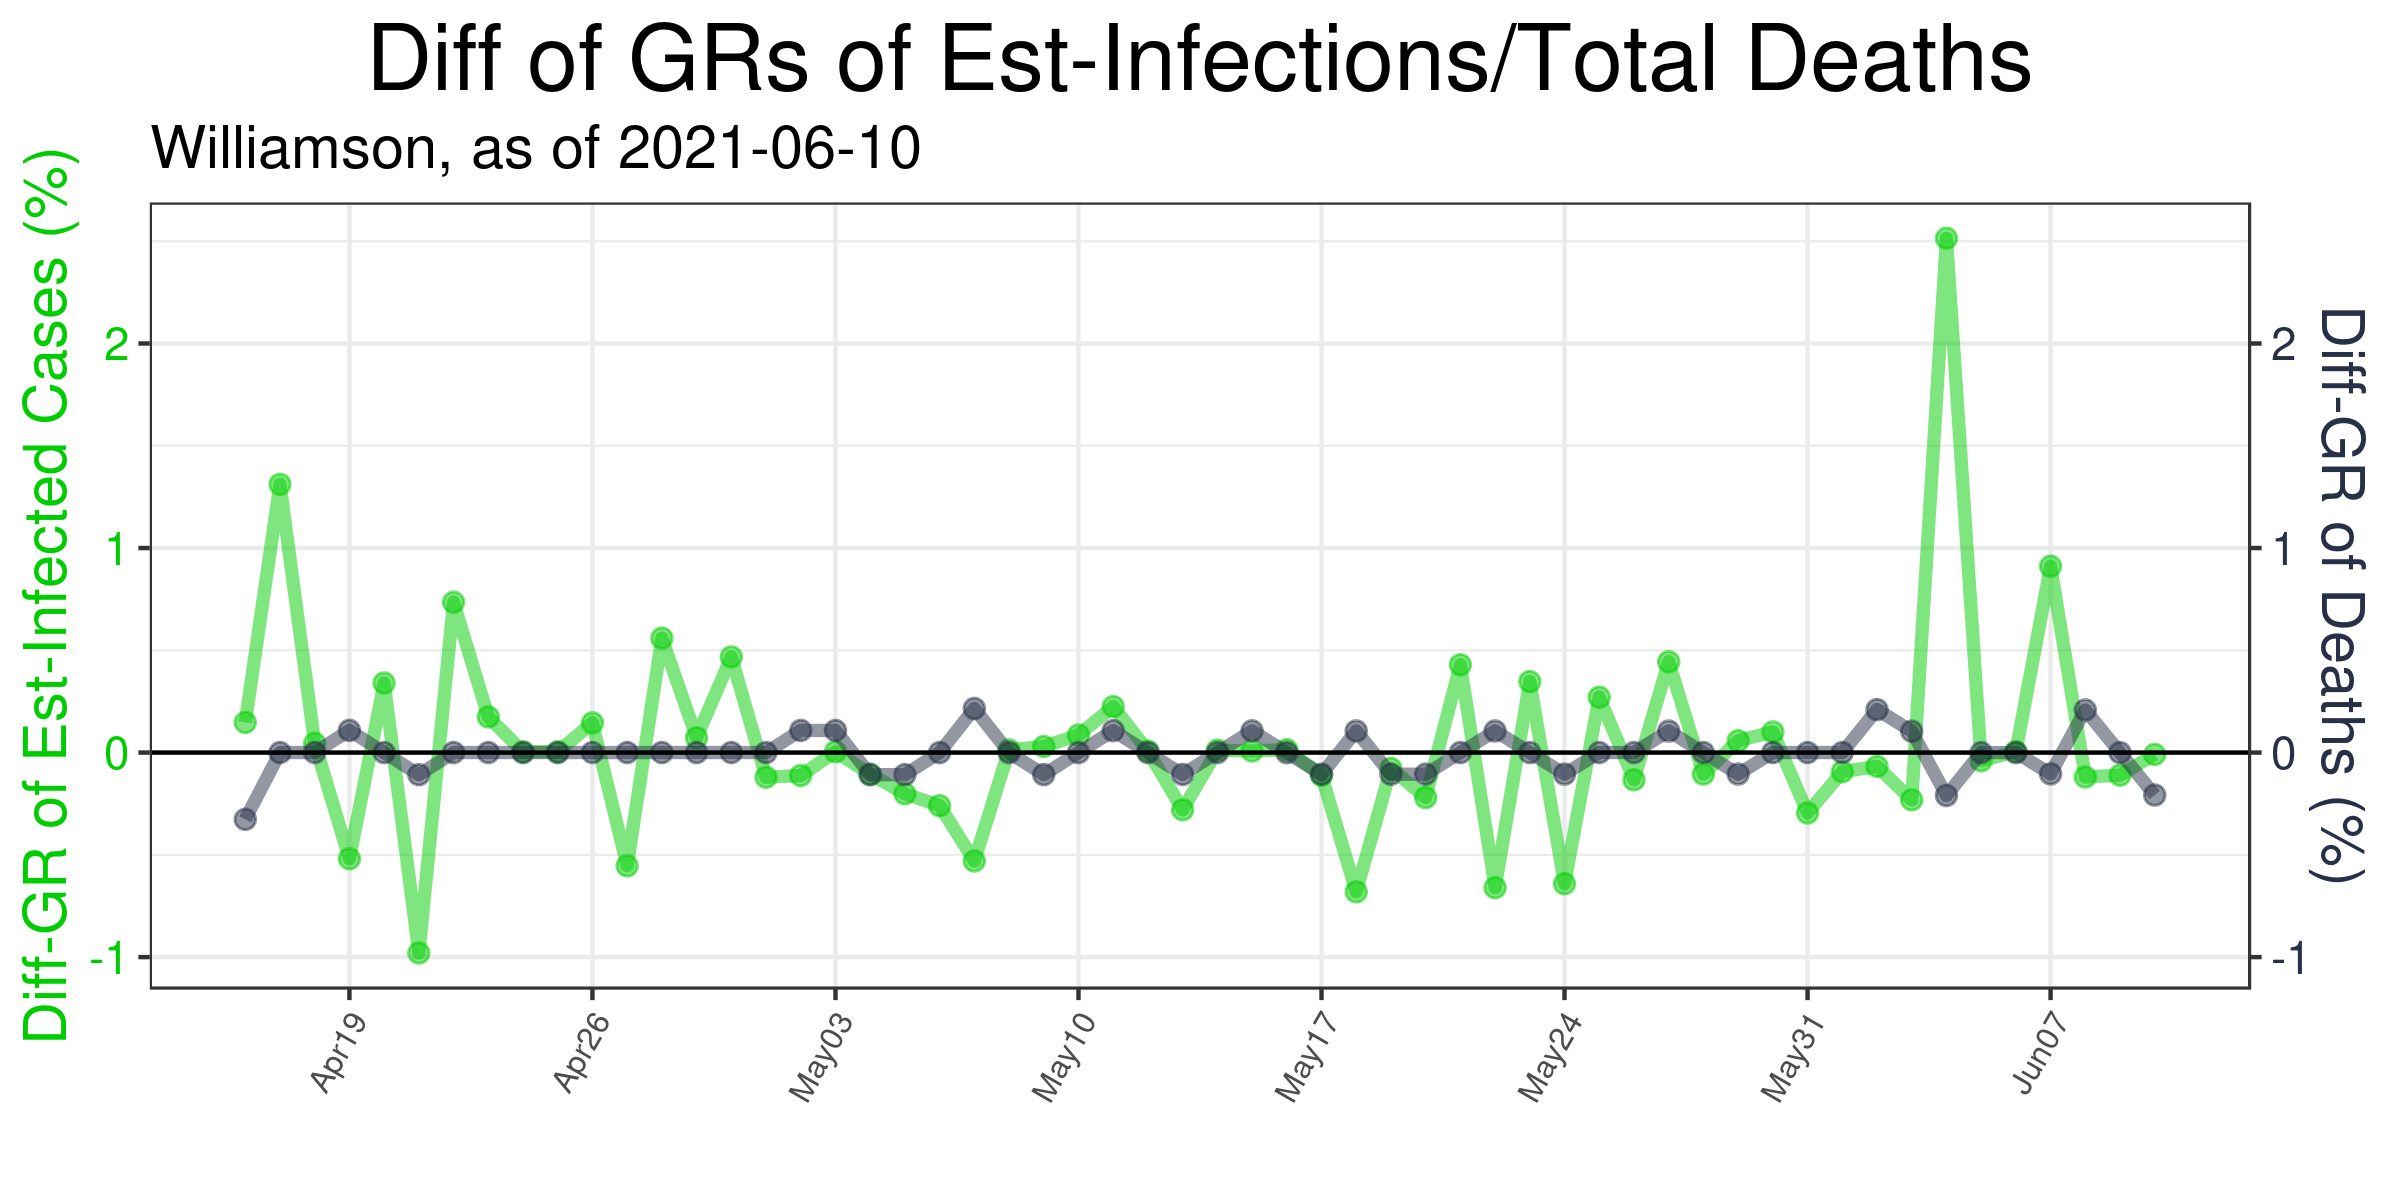 Diff of GRs of Est-Infections/Total Deaths
Williamson, as of 2021-06-10
Diff-GR of Est-Infected Cases (%)
2
1
0
-1
Diff-GR of Deaths (%)
2
1
0
-1
Apr19
Apr26
May03
May10
May17
May24
May31
Jun07